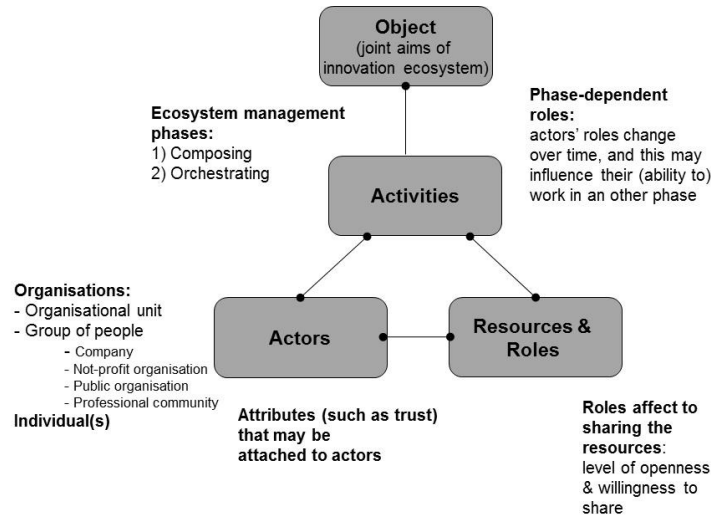 Object
(joint aims of
innovation ecosystem)
Ecosystem management
phases:
1) Composing
2) Orchestrating
Phase-dependent
roles:
actors' roles change
over time, and this may
influence their (ability to)
work in an other phase
Activities
Organisations:
- Organisational unit
- Group of people
- Company
- Not-profit organisation
- Public organisation
- Professional community
Individual(s)
Actors
Resources &
Roles
Attributes (such as trust)
that may be
attached to actors
Roles affect to
sharing the
resources:
level of openness
& willingness to
share